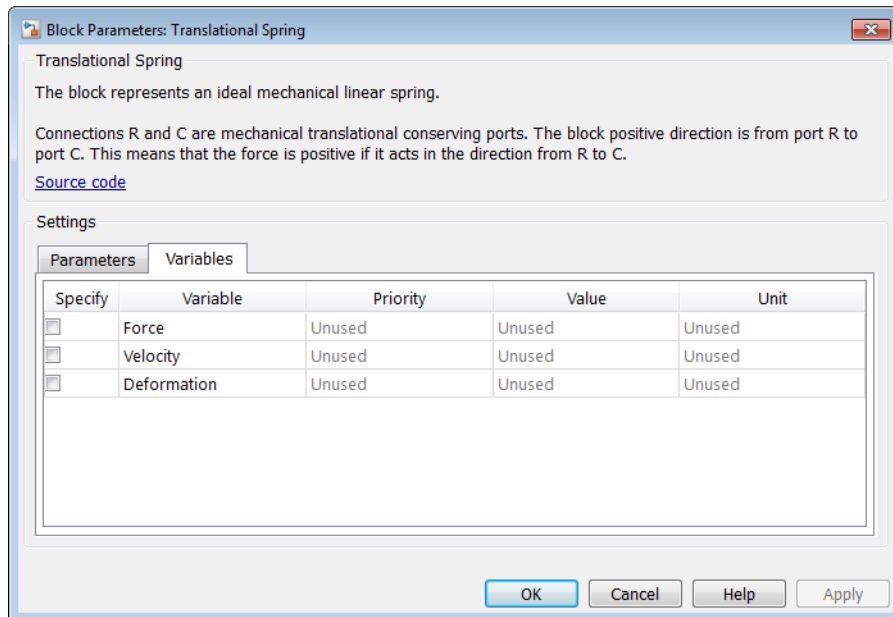 Block Parameters: Translational Spring
Translational Spring
The block represents an ideal mechanical linear spring.
Connections R and C are mechanical translational conserving ports. The block positive direction is from port R to
port C. This means that the force is positive if it acts in the direction from R to C.
Source code
Settings
Parameters Variables
Specify Variable Priority Value Unit
Force Unused Unused Unused
Velocity Unused Unused Unused
Deformation Unused Unused Unused
OK Cancel Help Apply